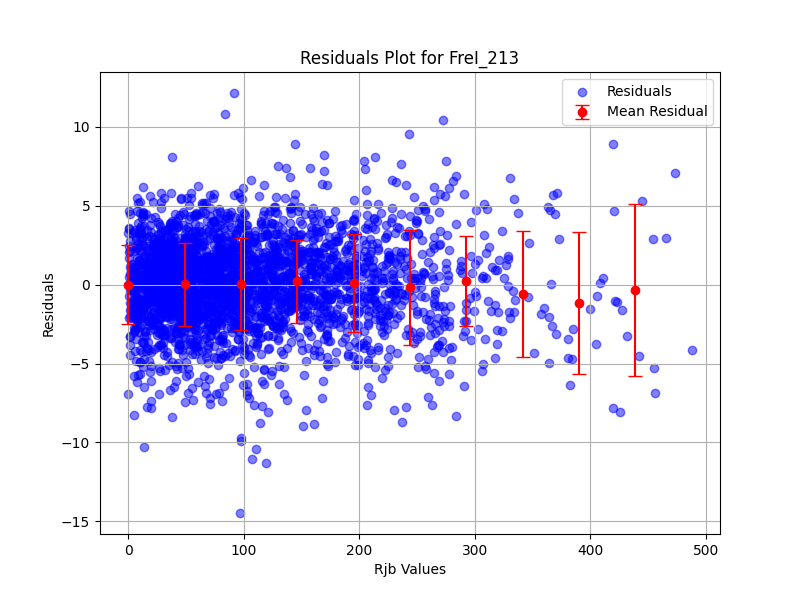 Residuals Plot for FreI_213
Residuals
Mean Residual
10
5
0
−5
−10
−15
Residuals
0
100
200
300
400
500
Rjb Values